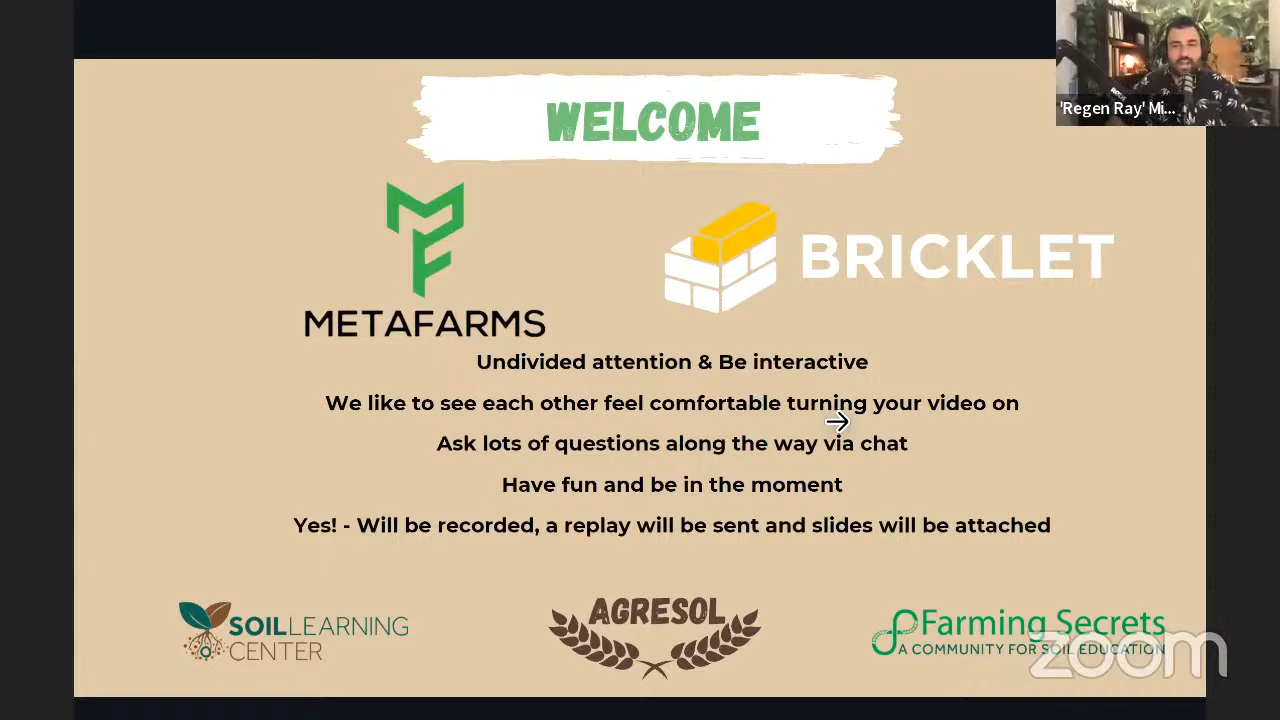 WELCOME
'Regen Ray' Mi...
METAFARMS
BRICKLET
Undivided attention & Be interactive
We like to see each other feel comfortable turning your video on
Ask lots of questions along the way via chat
Have fun and be in the moment
Yes! - Will be recorded, a replay will be sent and slides will be attached
SOILLEARNING
CENTER
AGRESOL
Farming Secrets
A COMMUNITY FOR SOIL EDUCATION
zoom